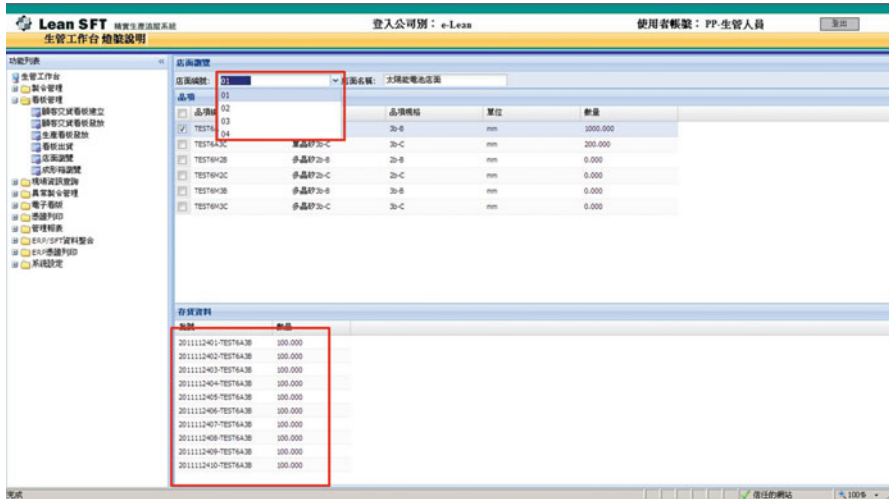 Lean SFT 精實生產追蹤系統
登入公司別： e-Lean
使用者帳號： PP-生管人員
登出
生管工作台 燈號說明
功能列表
生管工作台
製令管理
看板管理
顧客交貨看板建立
顧客交貨看板發放
生產看板發放
看板出貨
店面瀏覽
成形箱瀏覽
現場資訊查詢
異常製令管理
電子看板
憑證列印
管理報表
ERP/SFT資料整合
ERP憑證列印
系統設定
店面瀏覽
店面編號： 01
店面名稱： 太陽能電池店面
01
02
03
04
品項
品項規格 單位 數量
3b-B mm 1000.000
TEST6A3C 單晶矽3b-C 3b-C mm 200.000
TEST6M2B 多晶矽2b-B 2b-B mm 0.000
TEST6M2C 多晶矽2b-C 2b-C mm 0.000
TEST6M3B 多晶矽3b-B 3b-B mm 0.000
TEST6M3C 多晶矽3b-C 3b-C mm 0.000
存貨資料
批號 數量
2011112401-TEST6A3B 100.000
2011112402-TEST6A3B 100.000
2011112403-TEST6A3B 100.000
2011112404-TEST6A3B 100.000
2011112405-TEST6A3B 100.000
2011112406-TEST6A3B 100.000
2011112407-TEST6A3B 100.000
2011112408-TEST6A3B 100.000
2011112409-TEST6A3B 100.000
2011112410-TEST6A3B 100.000
完成
信任的網站
100%